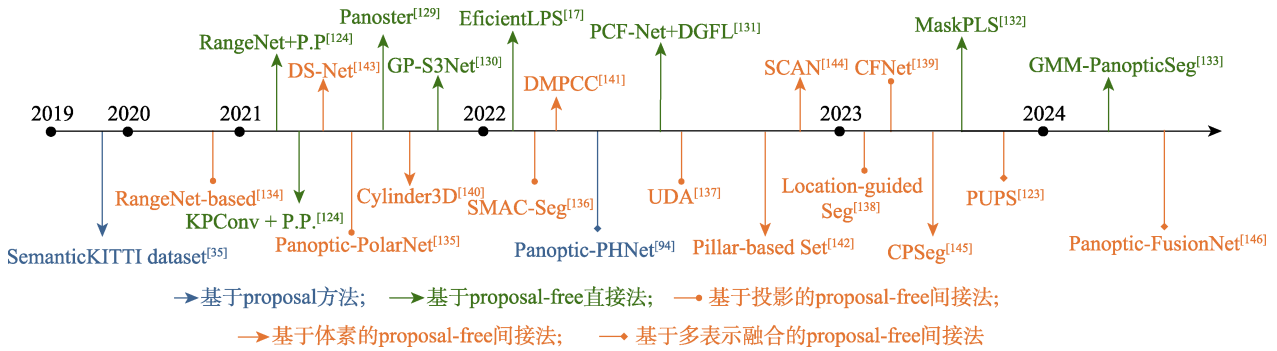 Panoster[129]
EficientLPS[17]
PCF-Net+DGFL[131]
MaskPLS[132]
RangeNet+P.P[124]
DS-Net[143]
GP-S3Net[130]
DMPCC[141]
SCAN[144]
CFNet[139]
GMM-PanopticSeg[133]
2019
2020
2021
2022
2023
2024
RangeNet-based[134]
Cylinder3D[140]
SMAC-Seg[136]
UDA[137]
Location-guided
Seg[138]
PUPS[123]
KPConv + P.P.[124]
SemanticKITTI dataset[35]
Panoptic-PolarNet[135]
Panoptic-PHNet[94]
Pillar-based Set[142]
CPSeg[145]
Panoptic-FusionNet[146]
基于proposal方法;
基于proposal-free直接法;
基于投影的proposal-free间接法;
基于体素的proposal-free间接法;
基于多表示融合的proposal-free间接法